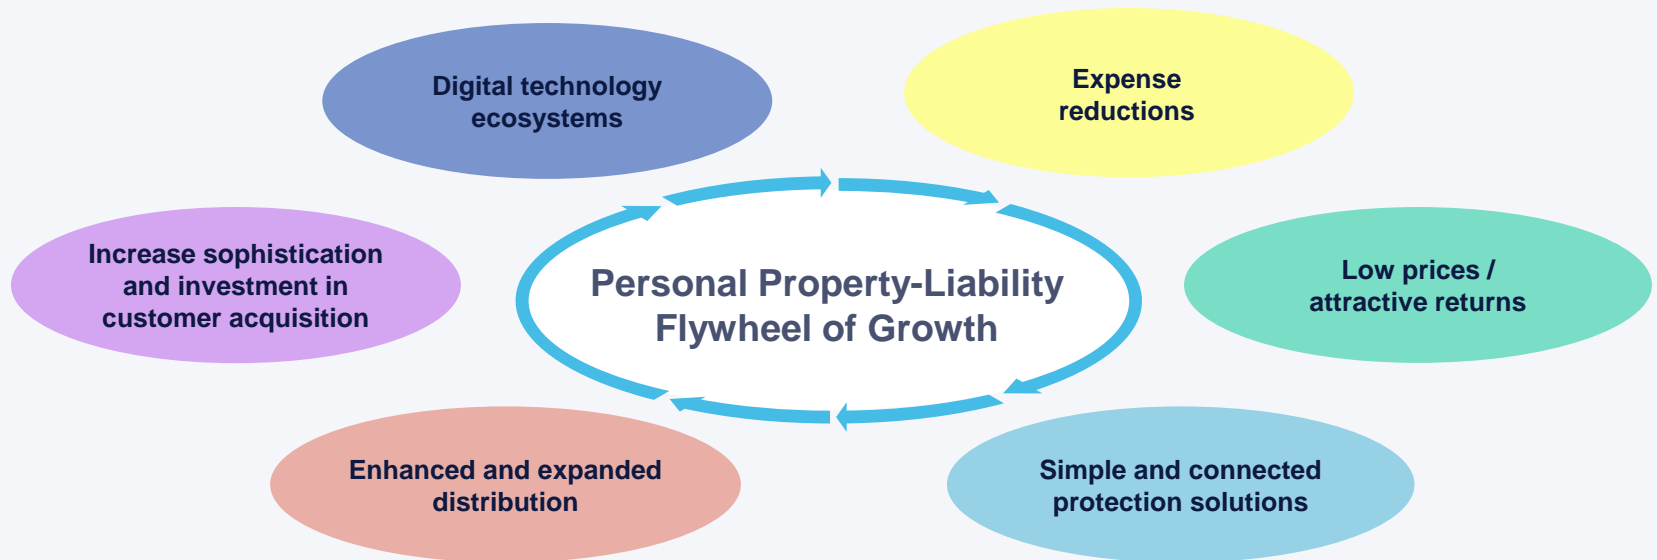 Digital technology
ecosystems
Expense
reductions
Increase sophistication
and investment in
customer acquisition
Personal Property-Liability
Flywheel of Growth
Low prices /
attractive returns
Enhanced and expanded
distribution
Simple and connected
protection solutions